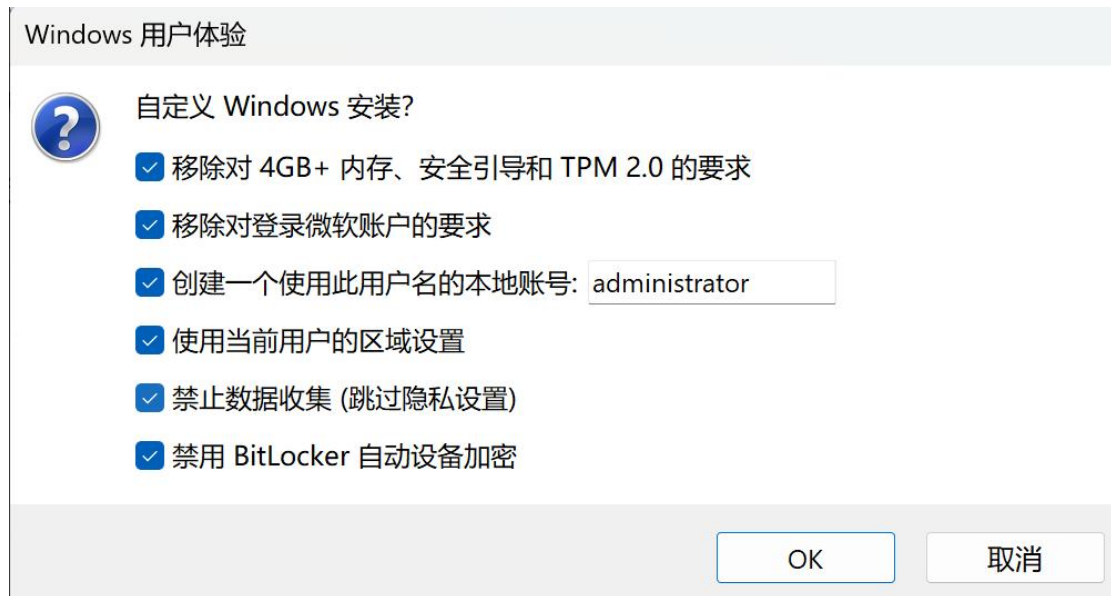 Windows 用户体验
自定义 Windows 安装?
移除对 4GB+ 内存、安全引导和 TPM 2.0 的要求
移除对登录微软账户的要求
创建一个使用此用户名的本地账号: administrator
使用当前用户的区域设置
禁止数据收集 (跳过隐私设置)
禁用 BitLocker 自动设备加密
OK 取消